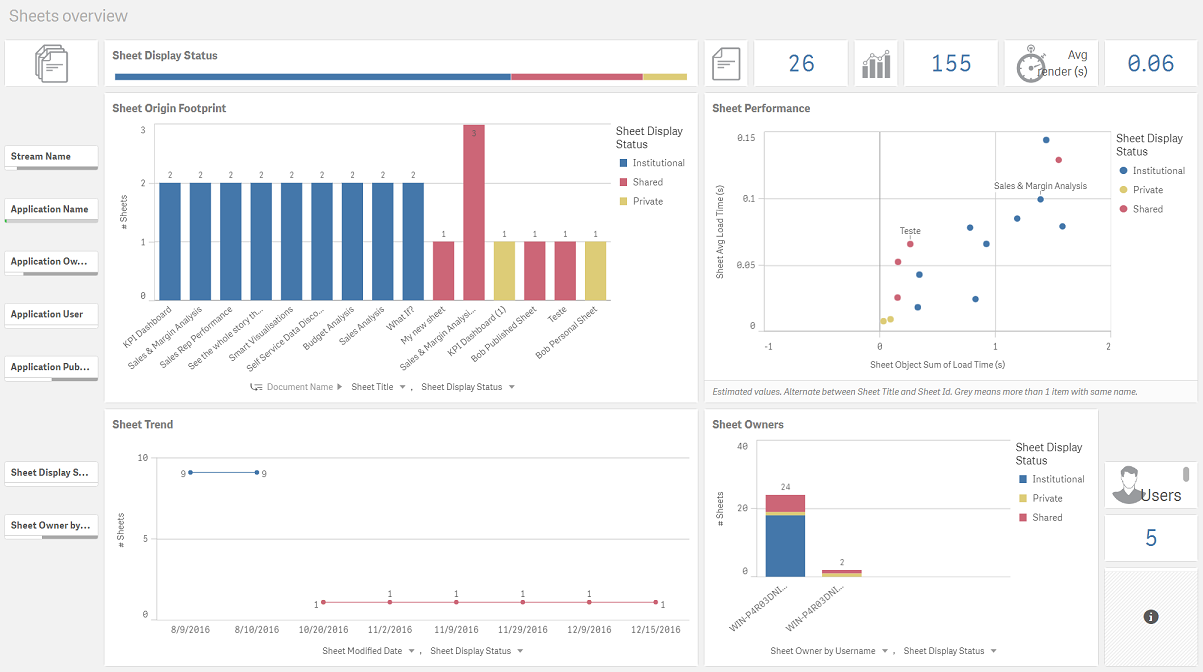 Sheets overview
Sheet Display Status
26
155
Avg
render (s)
0.06
Stream Name
Application Name
Application Ow...
Application User
Application Pub...
Sheet Display S...
Sheet Owner by...
Sheet Origin Footprint
# Sheets
3
2
1
0
2
2
2
2
2
2
2
2
2
1
3
1
1
1
1
KPI Dashboard
Sales & Margin Analysis
Sales Rep Performance
See the whole story th...
Smart Visualisations
Self Service Data Disco...
Budget Analysis
Sales Analysis
What If?
My new sheet
Sales & Margin Analysi...
KPI Dashboard (1)
Bob Published Sheet
Teste
Bob Personal Sheet
Document Name
Sheet Title
,
Sheet Display Status
Sheet Display
Status
Institutional
Shared
Private
Sheet Performance
Sheet Avg Load Time (s)
0.15
0.1
0.05
0
Sales & Margin Analysis
Teste
-1
0
1
2
Sheet Object Sum of Load Time (s)
Sheet Display
Status
Institutional
Private
Shared
Estimated values. Alternate between Sheet Title and Sheet Id. Grey means more than 1 item with same name.
Sheet Trend
# Sheets
10
5
0
9
9
1
1
1
1
1
1
8/9/2016
8/10/2016
10/20/2016
11/2/2016
11/9/2016
11/29/2016
12/9/2016
12/15/2016
Sheet Modified Date
,
Sheet Display Status
Sheet Owners
# Sheets
40
20
0
24
2
WIN-P4R03DNI...
WIN-P4R03DNI...
Sheet Owner by Username
,
Sheet Display Status
Sheet Display
Status
Institutional
Private
Shared
Users
5